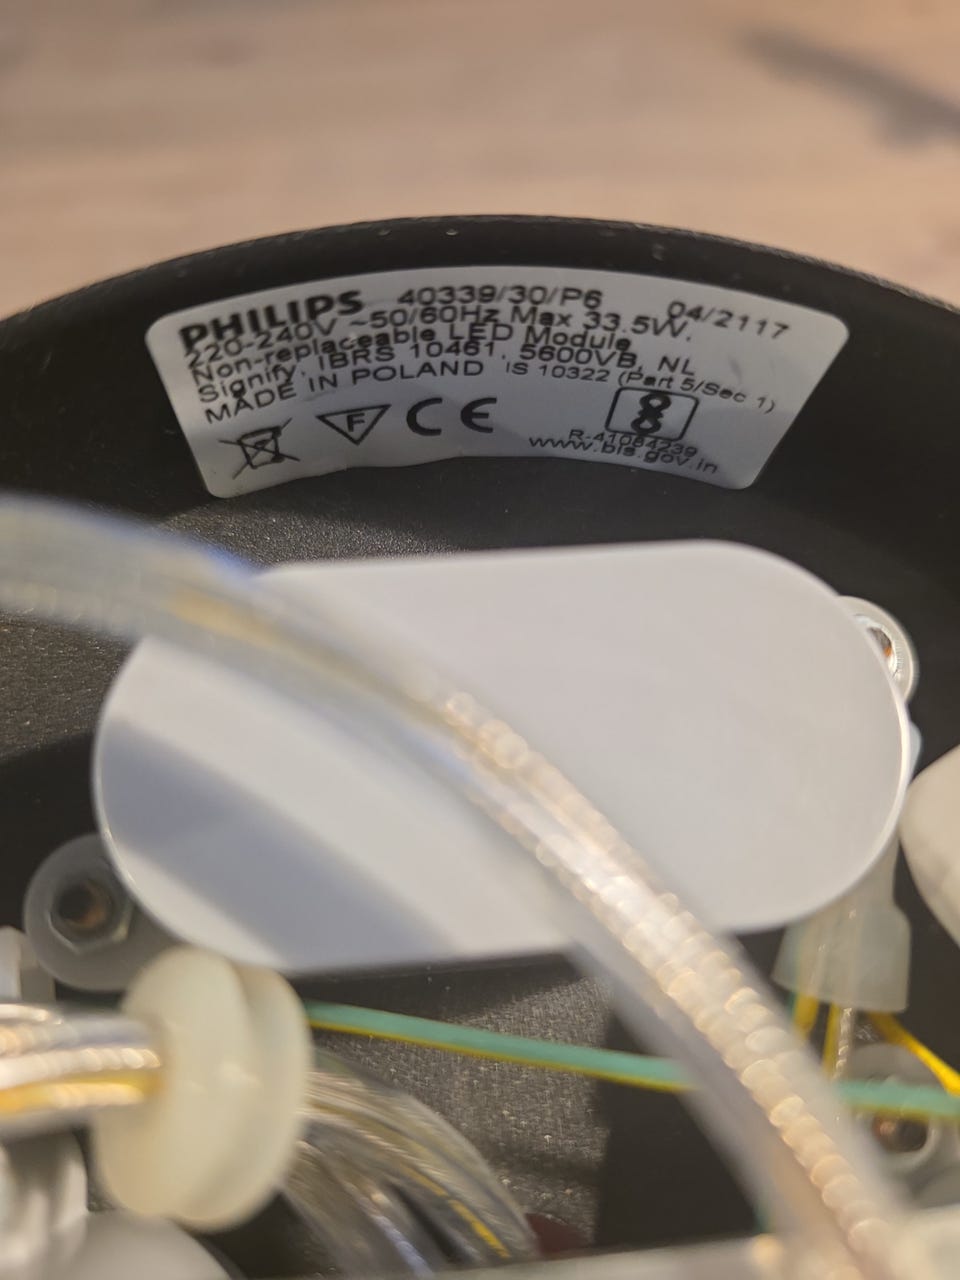 PHILIPS 40339/30/P6 04/2117
220-240V ~50/60Hz Max 33.5W.
Non-replaceable LED Module
Signify, IBRS 10461, 5600VB, NL
MADE IN POLAND IS 10322 (Part 5/Sec 1)
F CE
R-41064239
www.bis.gov.in